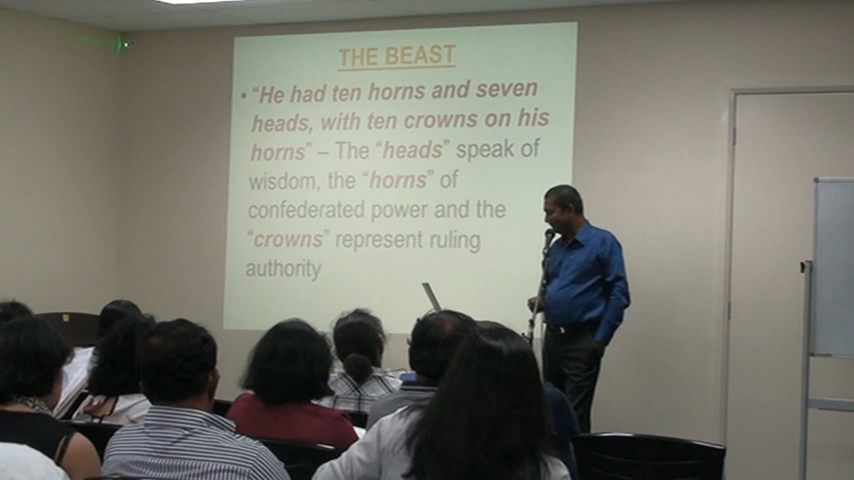 THE BEAST
• “He had ten horns and seven
heads, with ten crowns on his
horns” – The “heads” speak of
wisdom, the “horns” of
confederated power and the
“crowns” represent ruling
authority